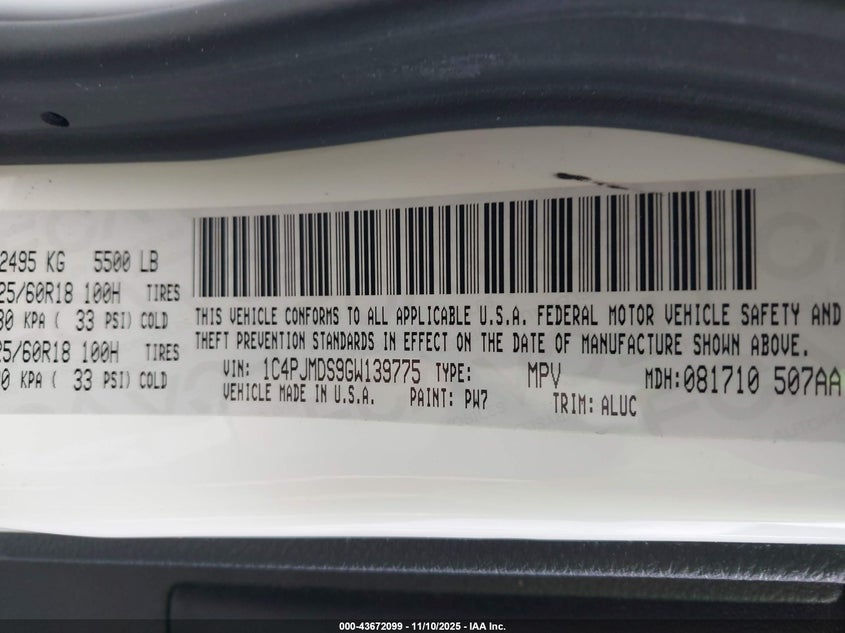 2495 KG 5500 LB
25/60R18 100H TIRES
30 KPA ( 33 PSI) COLD
25/60R18 100H TIRES
0 KPA ( 33 PSI) COLD
THIS VEHICLE CONFORMS TO ALL APPLICABLE U.S.A. FEDERAL MOTOR VEHICLE SAFETY AND
THEFT PREVENTION STANDARDS IN EFFECT ON THE DATE OF MANUFACTURE SHOWN ABOVE.
VIN: 1C4PJMDS9GW139775 TYPE: MPV MDH: 081710 507AA
VEHICLE MADE IN U.S.A. PAINT: PW7 TRIM: ALUC
000-43672099 - 11/10/2025 - IAA Inc.